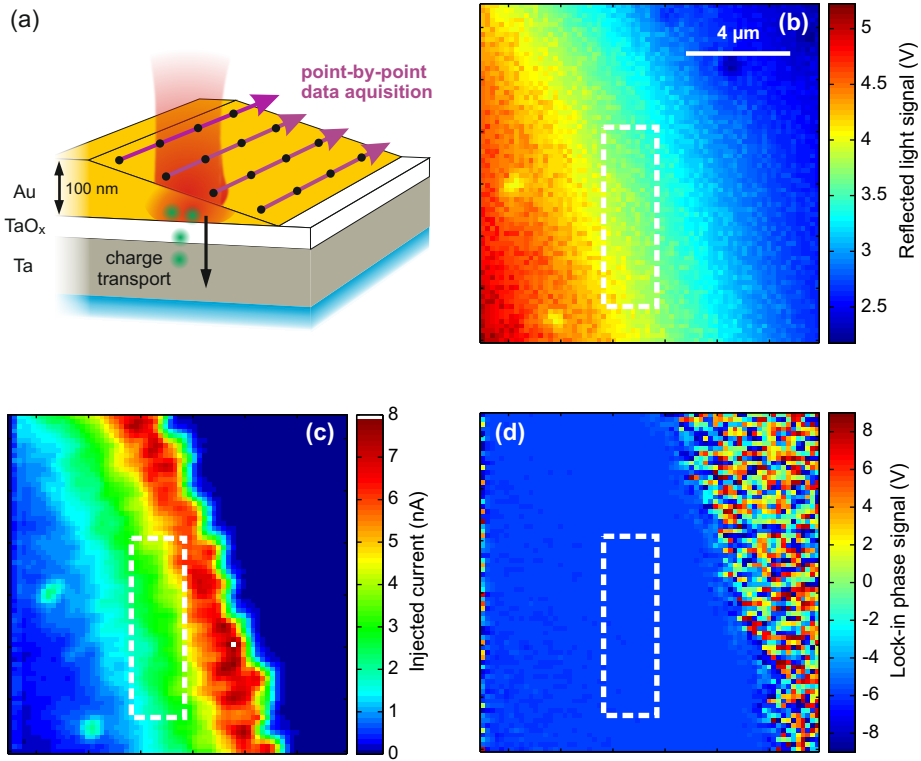 (a)
point-by-point
data aquisition
Au
100 nm
TaOx
Ta
charge
transport
(b)
4 µm
5
4.5
4
3.5
3
2.5
Reflected light signal (V)
(c)
8
7
6
5
4
3
2
1
0
Injected current (nA)
(d)
8
6
4
2
0
-2
-4
-6
-8
Lock-in phase signal (V)